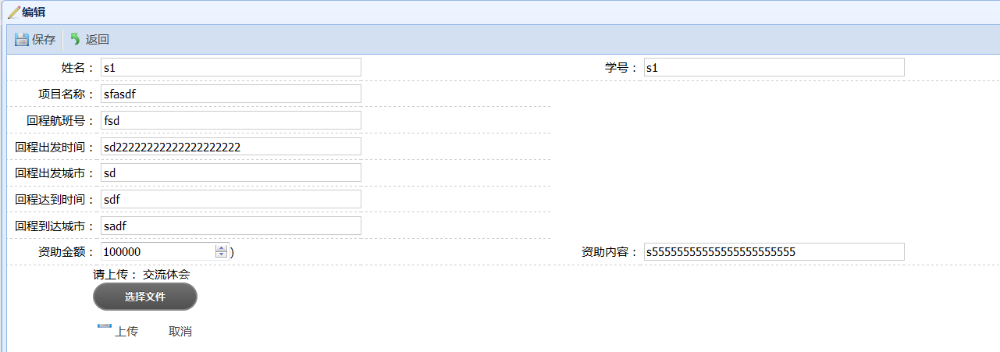 编辑
保存 返回
姓名： s1 学号： s1
项目名称： sfasdf
回程航班号： fsd
回程出发时间： sd22222222222222222222
回程出发城市： sd
回程达到时间： sdf
回程到达城市： sadf
资助金额： 100000 ) 资助内容： s55555555555555555555555
请上传： 交流体会
选择文件
上传 取消